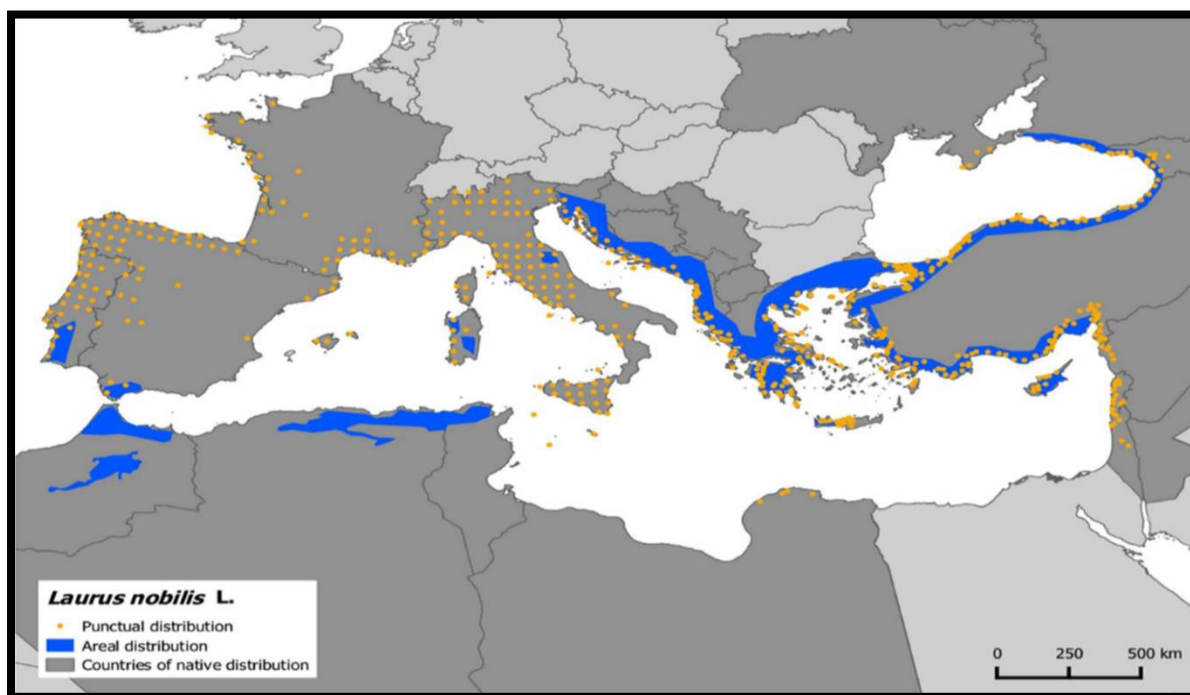 Laurus nobilis L.
Punctual distribution
Areal distribution
Countries of native distribution
0 250 500 km